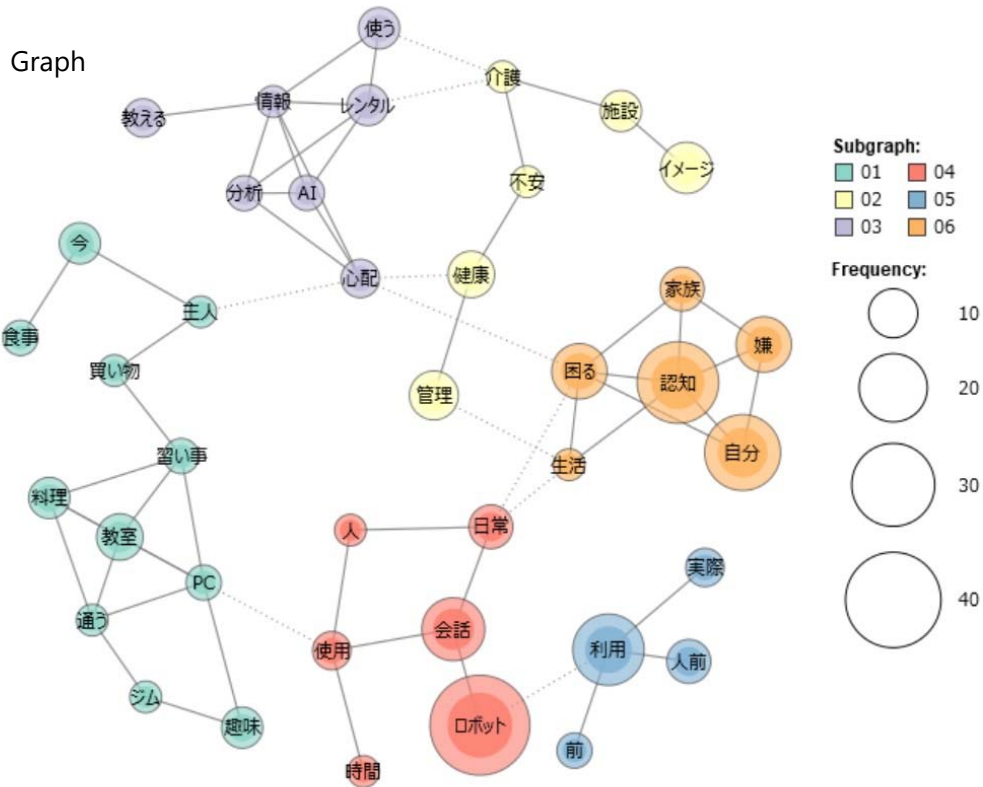 Graph
使う
介護
情報
レンタル
教える
施設
イメージ
不安
分析
AI
今
心配
健康
主人
食事
買い物
管理
家族
嫌
困る
認知
自分
生活
習い事
料理
教室
PC
通う
ジム
趣味
人
日常
使用
会話
ロボット
時間
実際
利用
人前
前
Subgraph:
01 04
02 05
03 06
Frequency:
10
20
30
40